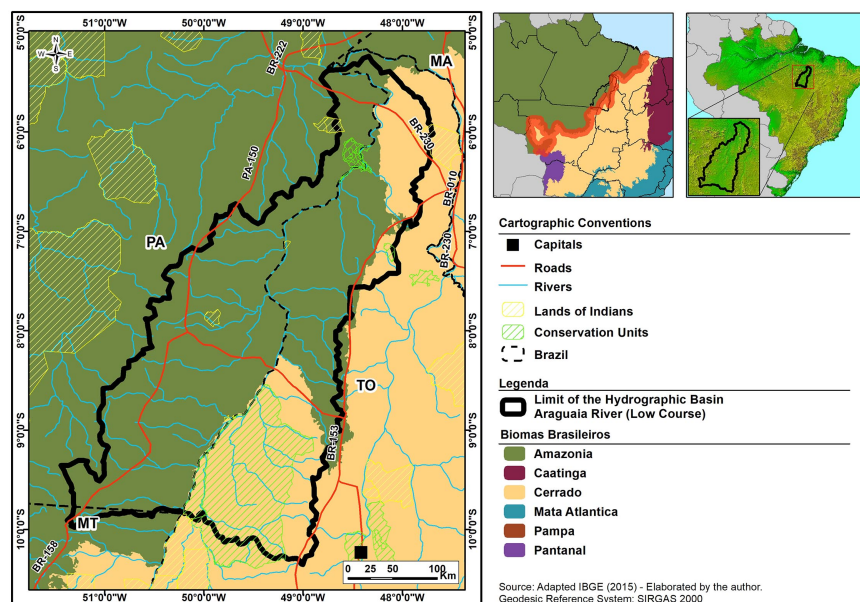 51°0'0"W 50°0'0"W 49°0'0"W 48°0'0"W
5°0'0"S
6°0'0"S
7°0'0"S
8°0'0"S
9°0'0"S
10°0'0"S
N
W E
S
BR-222
MA
BR-230
PA-150
BR-010
PA
BR-230
TO
BR-153
MT
BR-158
0 25 50 100
Km
51°0'0"W 50°0'0"W 49°0'0"W 48°0'0"W
5°0'0"S
6°0'0"S
7°0'0"S
8°0'0"S
9°0'0"S
10°0'0"S
Cartographic Conventions
Capitals
Roads
Rivers
Lands of Indians
Conservation Units
Brazil
Legenda
Limit of the Hydrographic Basin
Araguaia River (Low Course)
Biomas Brasileiros
Amazonia
Caatinga
Cerrado
Mata Atlantica
Pampa
Pantanal
Source: Adapted IBGE (2015) - Elaborated by the author.
Geodesic Reference System: SIRGAS 2000